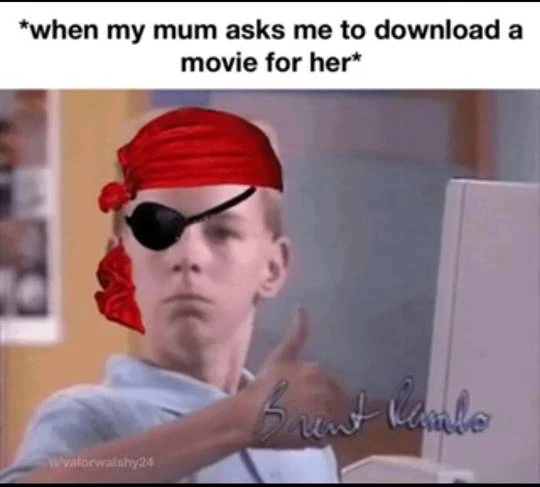 *when my mum asks me to download a
movie for her*
Brent Rambo
u/valorwalshy24